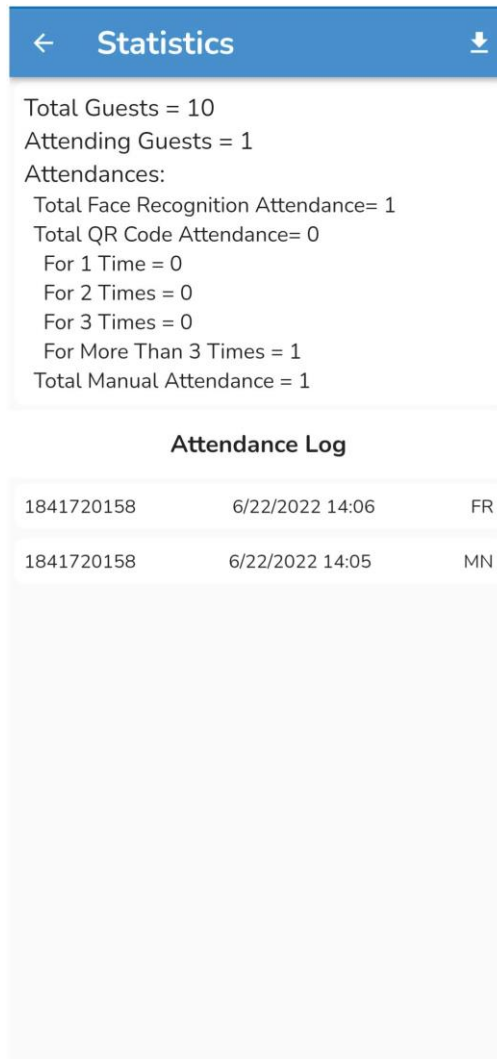 Statistics
Total Guests = 10
Attending Guests = 1
Attendances:
Total Face Recognition Attendance= 1
Total QR Code Attendance= 0
For 1 Time = 0
For 2 Times = 0
For 3 Times = 0
For More Than 3 Times = 1
Total Manual Attendance = 1
Attendance Log
1841720158 6/22/2022 14:06 FR
1841720158 6/22/2022 14:05 MN